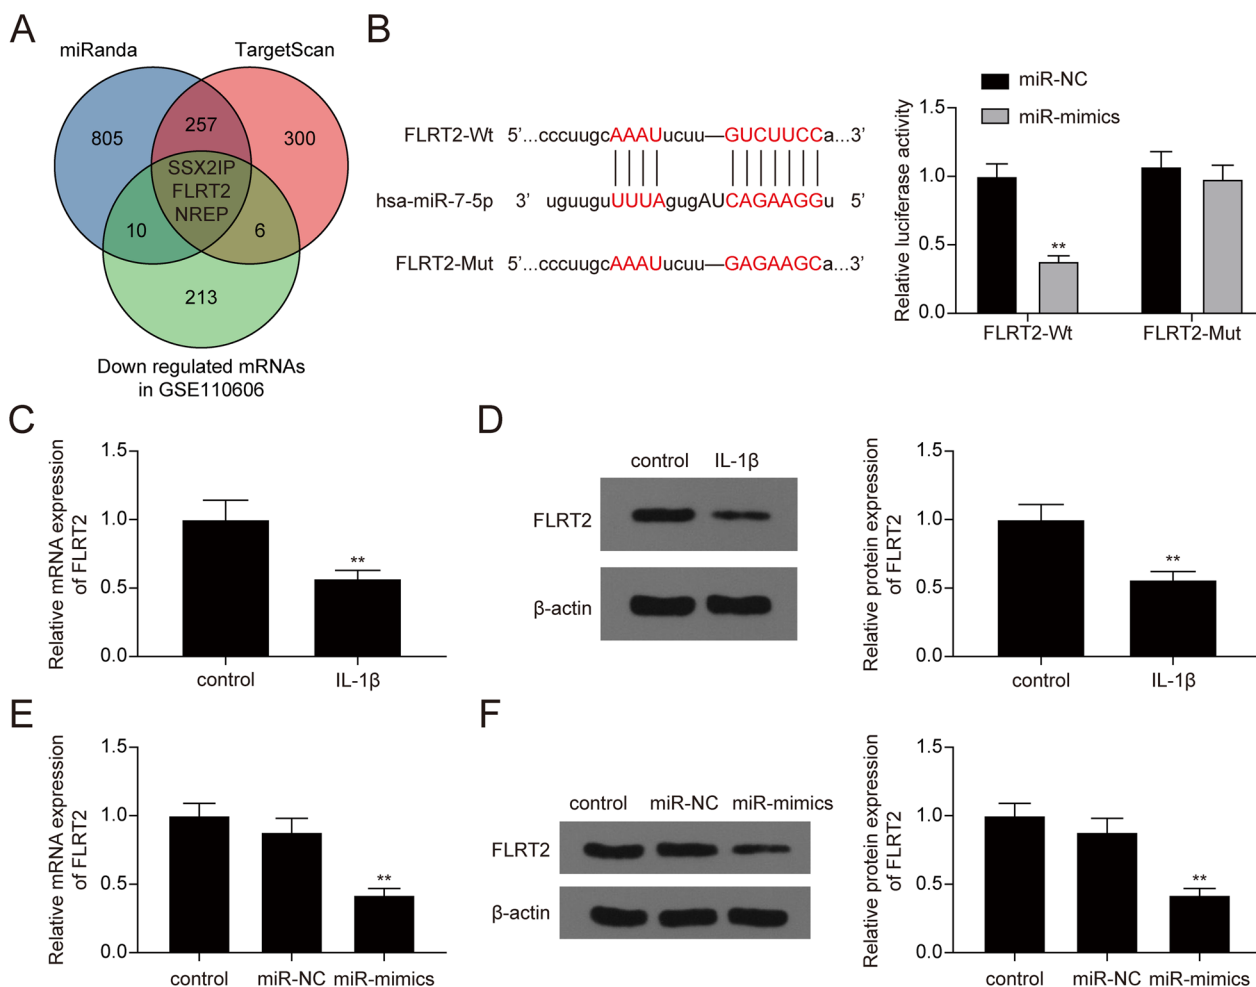 A
miRanda
TargetScan
805
257
300
SSX2IP
FLRT2
NREP
10
6
213
Down regulated mRNAs
in GSE110606
B
FLRT2-Wt 5’...cccuugcAAAUucuu—GUCUUCCa...3’
hsa-miR-7-5p 3’ uguuguUUUAgugAUCAGAAGGu 5’
FLRT2-Mut 5’...cccuugcAAAUucuu—GAGAAGCa...3’
miR-NC
miR-mimics
Relative luciferase activity
1.5
1.0
0.5
0.0
**
FLRT2-Wt
FLRT2-Mut
C
Relative mRNA expression
of FLRT2
1.5
1.0
0.5
0.0
**
control
IL-1β
D
control
IL-1β
FLRT2
β-actin
Relative protein expression
of FLRT2
1.5
1.0
0.5
0.0
**
control
IL-1β
E
Relative mRNA expression
of FLRT2
1.5
1.0
0.5
0.0
**
control
miR-NC
miR-mimics
F
control
miR-NC
miR-mimics
FLRT2
β-actin
Relative protein expression
of FLRT2
1.5
1.0
0.5
0.0
**
control
miR-NC
miR-mimics